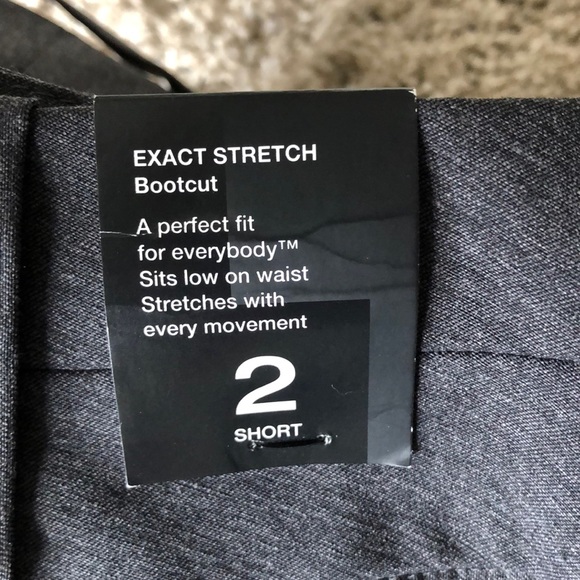 EXACT STRETCH
Bootcut
A perfect fit
for everybody™
Sits low on waist
Stretches with
every movement
2
SHORT